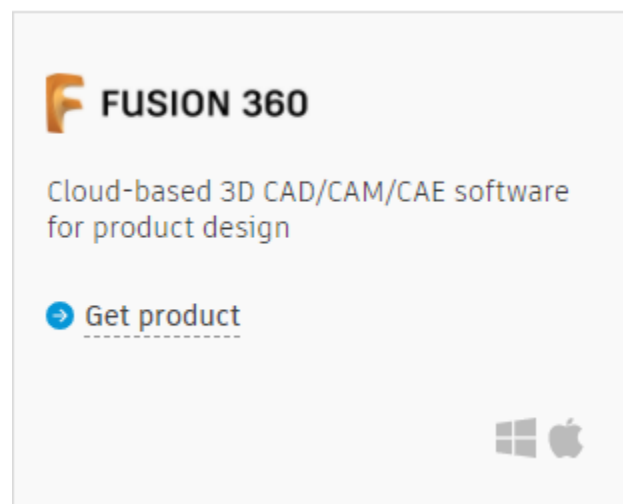 FUSION 360
Cloud-based 3D CAD/CAM/CAE software
for product design
Get product